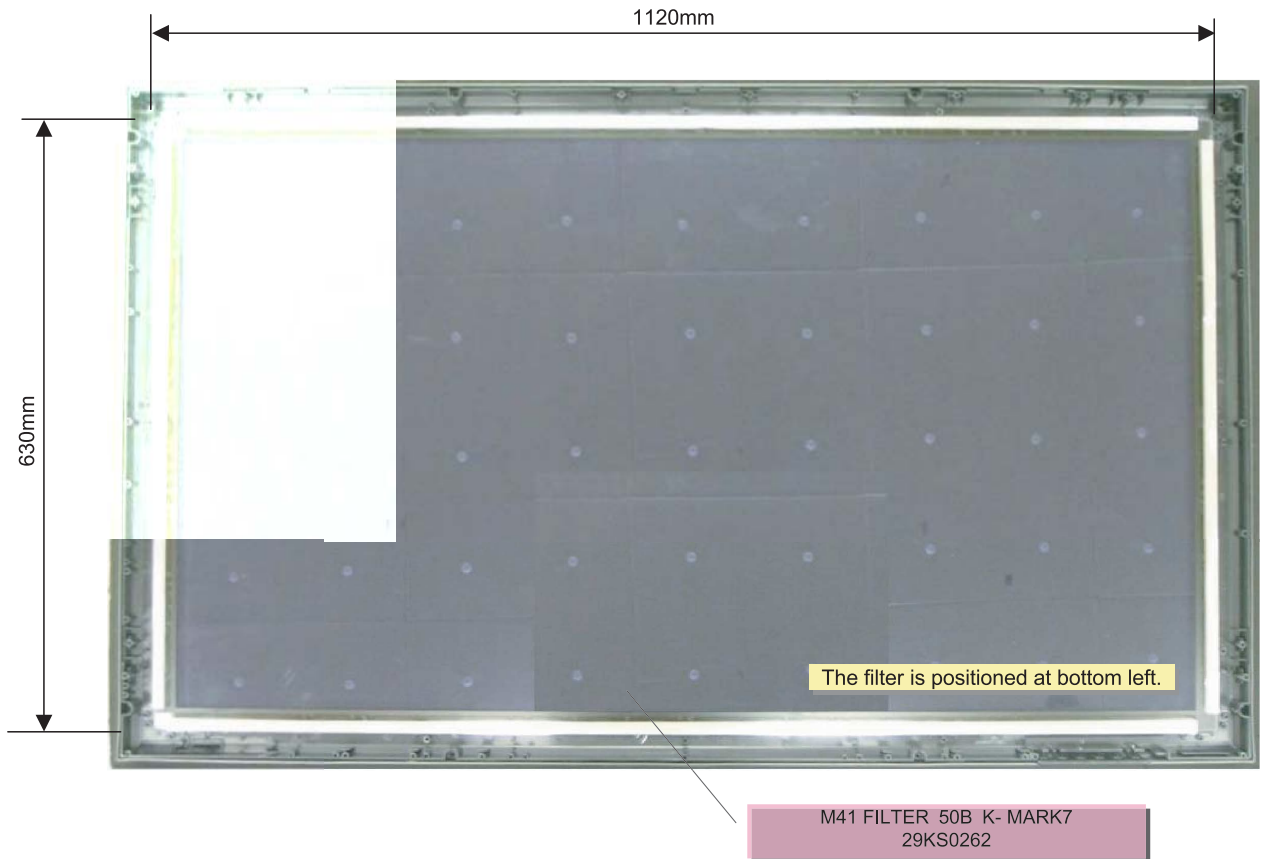 1120mm
630mm
The filter is positioned at bottom left.
M41 FILTER 50B K- MARK7
29KS0262